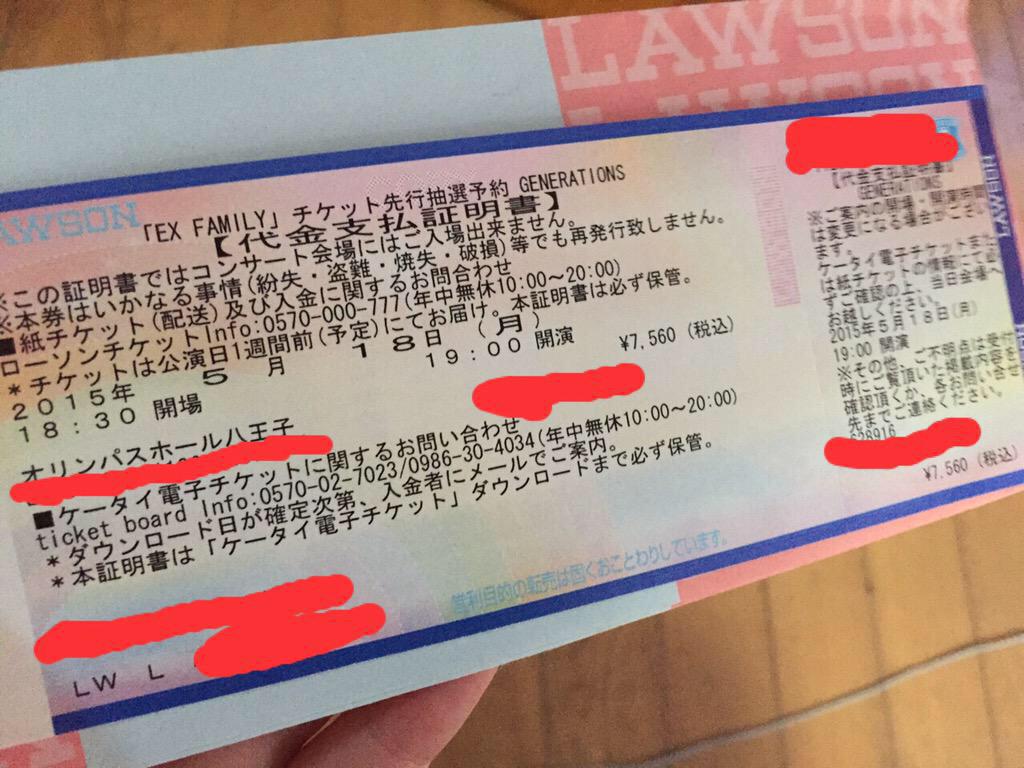 LAWSON
LAWSON
LAWSON
「EX FAMILY」チケット先行抽選予約 GENERATIONS
【代金支払証明書】
※この証明書ではコンサート会場にはご入場出来ません。
※本券はいかなる事情(紛失・盗難・焼失・破損)等でも再発行致しません。
■紙チケット(配送)及び入金に関するお問合わせ
ローソンチケットInfo:0570-000-777(年中無休10:00〜20:00)
*チケットは公演日1週間前(予定)にてお届け。本証明書は必ず保管。
2015年 5月 18日 (月)
18:30 開場 19:00 開演 ¥7,560 (税込)
オリンパスホール八王子
■ケータイ電子チケットに関するお問い合わせ
ticket board Info:0570-02-7023/0986-30-4034(年中無休10:00〜20:00)
*ダウンロード日が確定次第、入金者にメールでご案内。
*本証明書は「ケータイ電子チケット」ダウンロードまで必ず保管。
営利目的の転売は固くおことわりしています。
LW L
【代金支払証明書】
GENERATIONS
※ご案内の開場・開演時間
は変更になる場合がござい
ます。
ケータイ電子チケットまた
は紙チケットの情報にて必
ずご確認の上、当日会場へ
お越しください。
2015年5月18日(月)
19:00 開演
※その他、ご不明点は受付
時にご覧頂いた掲載内容を
確認頂くか、各お問い合せ
先までご連絡ください。
628916
¥7,560 (税込)
LAWSON